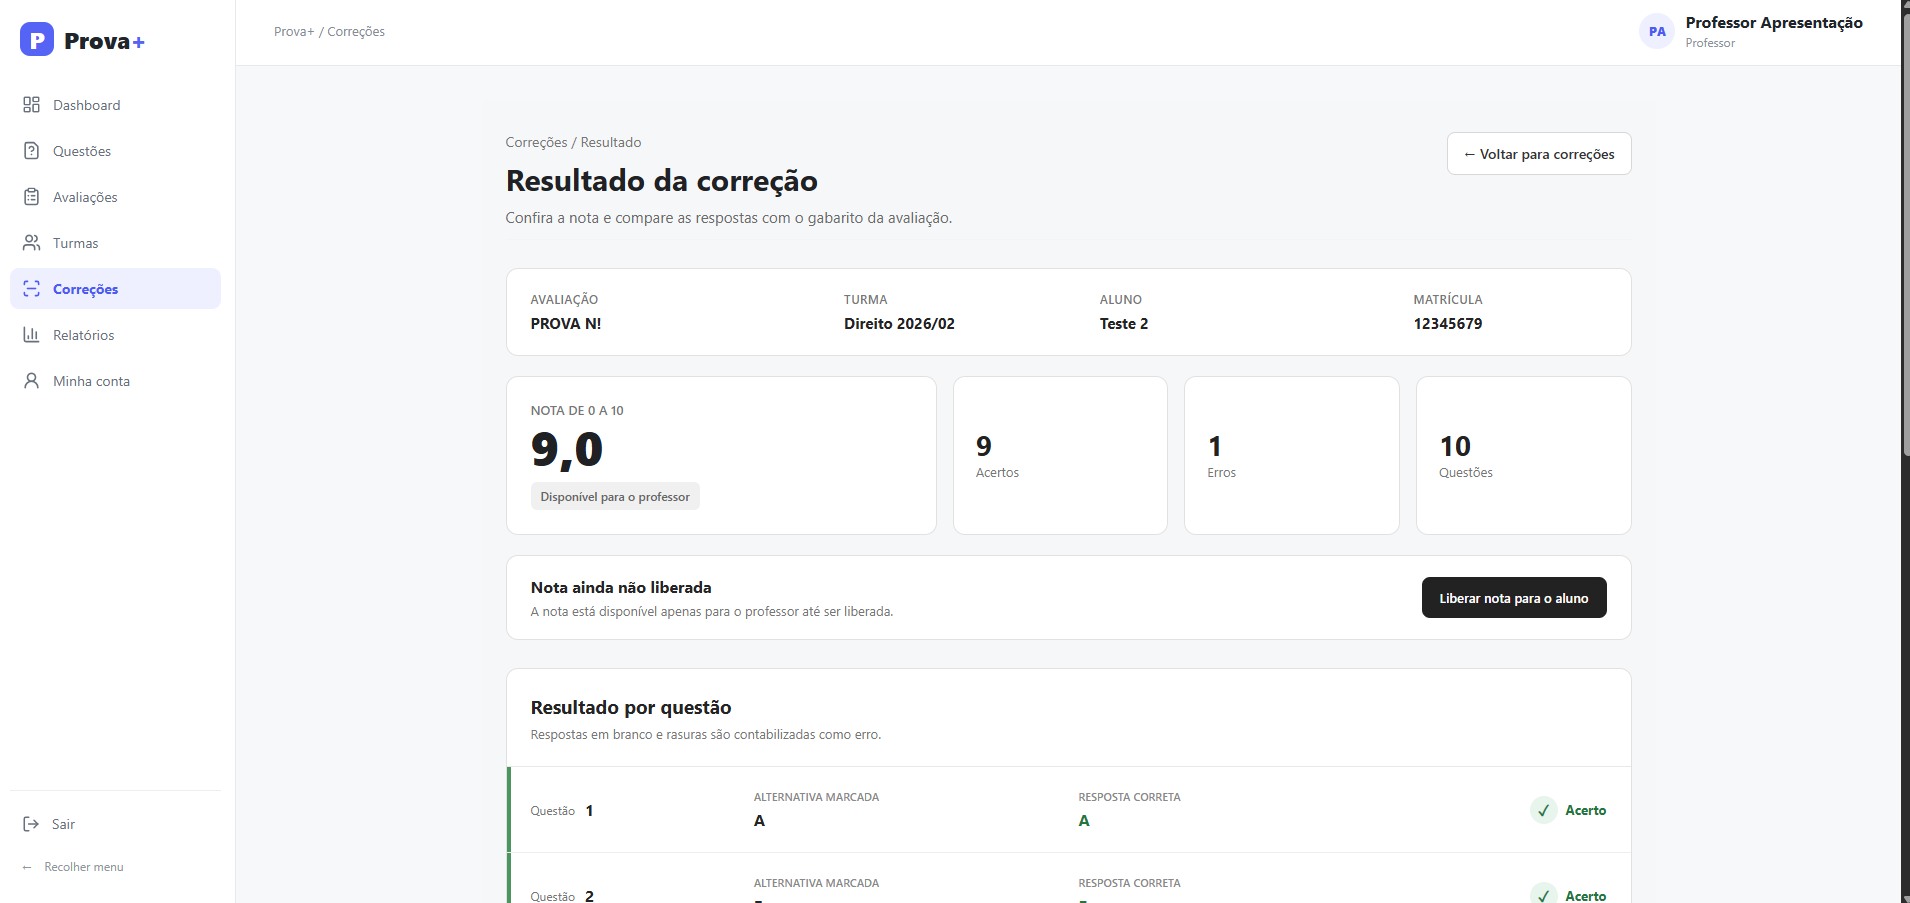 P Prova+
Prova+ / Correções
PA
Professor Apresentação
Professor
Dashboard
Questões
Avaliações
Turmas
Correções
Relatórios
Minha conta
Sair
← Recolher menu
Correções / Resultado
← Voltar para correções
Resultado da correção
Confira a nota e compare as respostas com o gabarito da avaliação.
AVALIAÇÃO
PROVA N!
TURMA
Direito 2026/02
ALUNO
Teste 2
MATRÍCULA
12345679
NOTA DE 0 A 10
9,0
Disponível para o professor
9
Acertos
1
Erros
10
Questões
Nota ainda não liberada
A nota está disponível apenas para o professor até ser liberada.
Liberar nota para o aluno
Resultado por questão
Respostas em branco e rasuras são contabilizadas como erro.
Questão 1
ALTERNATIVA MARCADA
A
RESPOSTA CORRETA
A
✓ Acerto
Questão 2
ALTERNATIVA MARCADA
RESPOSTA CORRETA
✓ Acerto